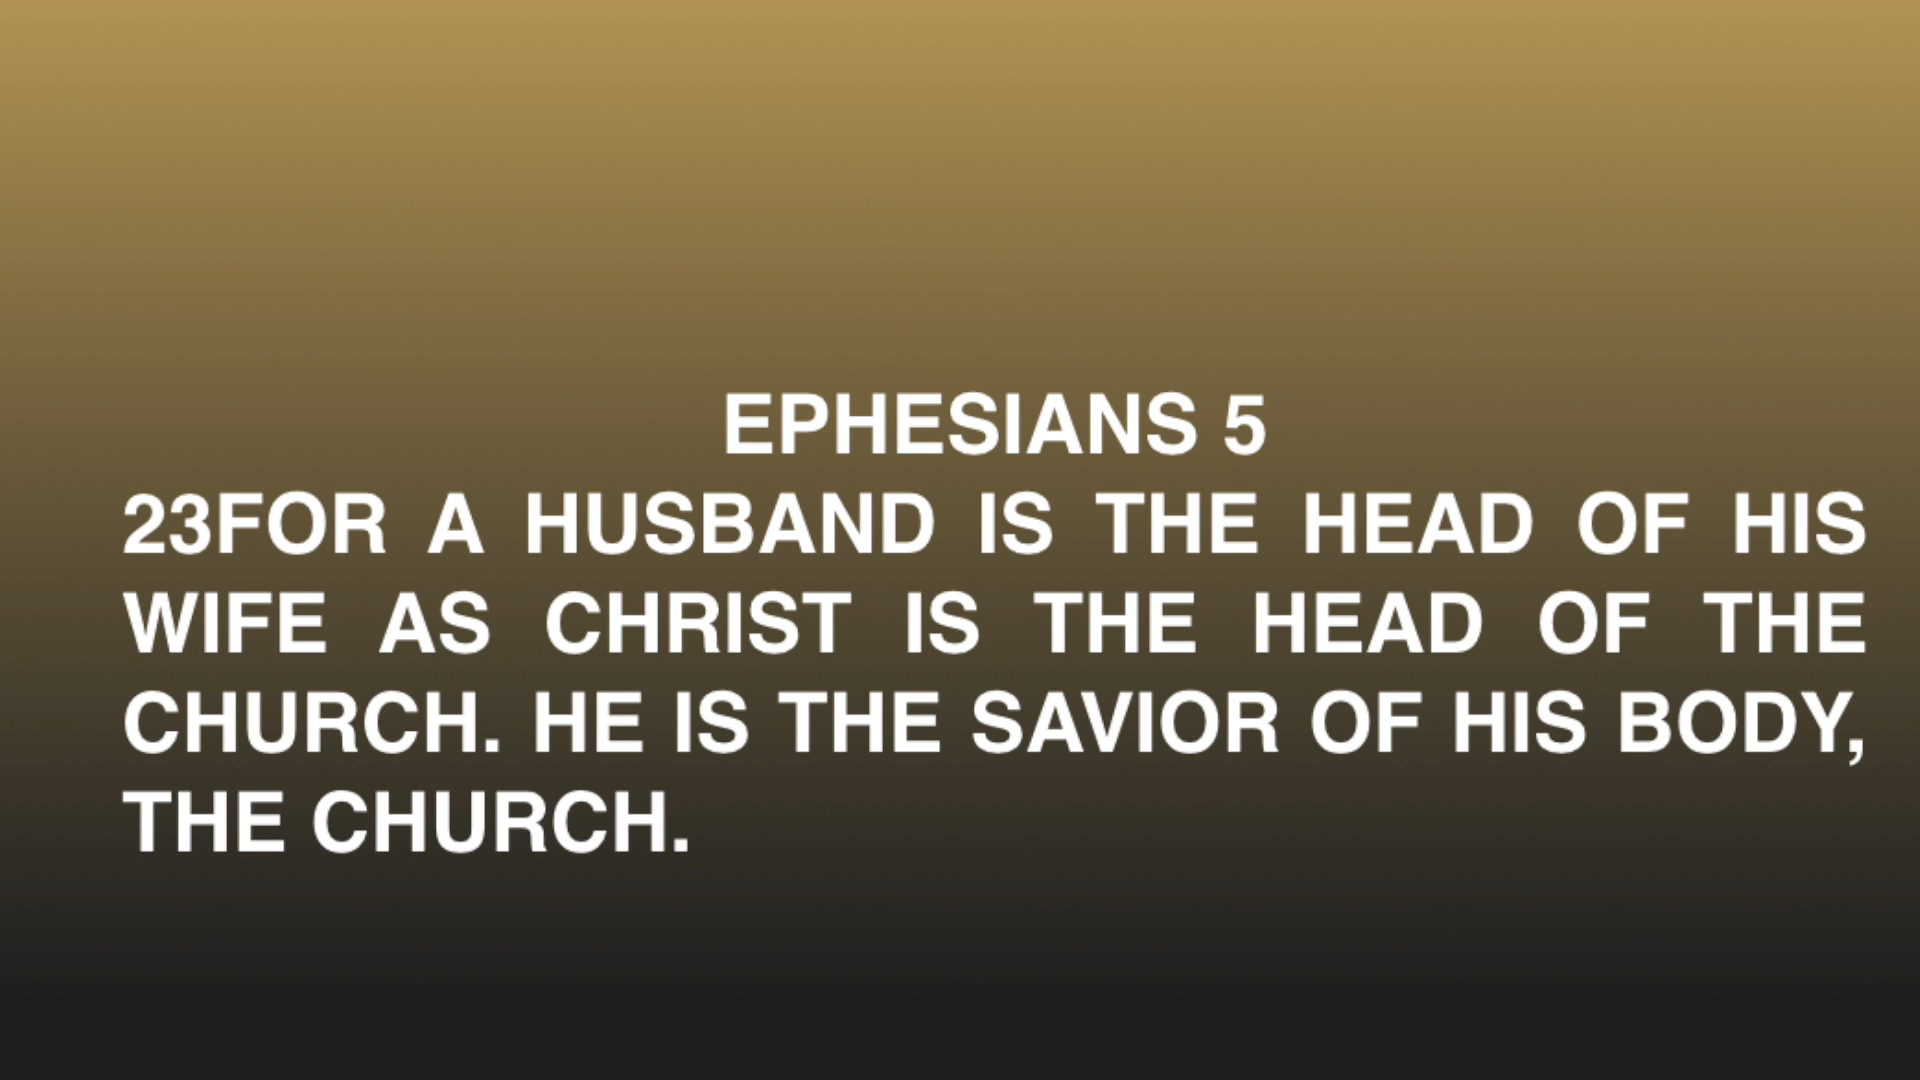 EPHESIANS 5
23FOR A HUSBAND IS THE HEAD OF HIS
WIFE AS CHRIST IS THE HEAD OF THE
CHURCH. HE IS THE SAVIOR OF HIS BODY,
THE CHURCH.